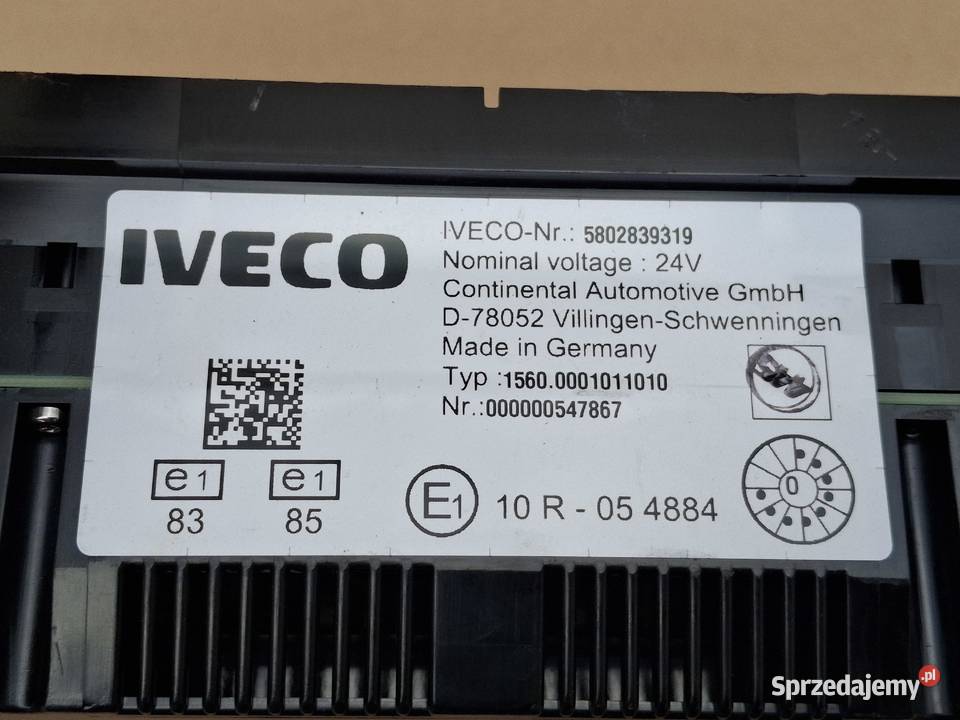 IVECO
IVECO-Nr.: 5802839319
Nominal voltage : 24V
Continental Automotive GmbH
D-78052 Villingen-Schwenningen
Made in Germany
Typ :1560.0001011010
Nr.:000000547867
e1
83
e1
85
E1
10 R - 05 4884
0
Sprzedajemy.pl